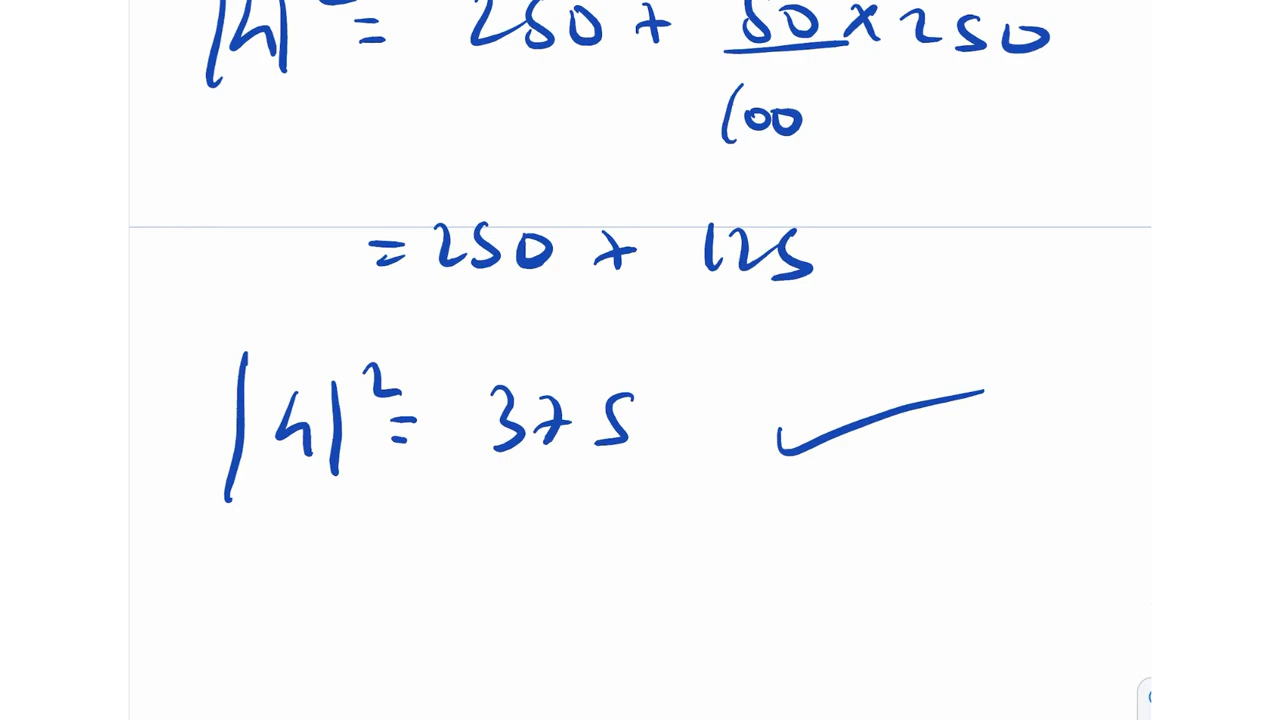 |h|² = 250 + 50 × 250
100
= 250 + 125
|h|² = 375